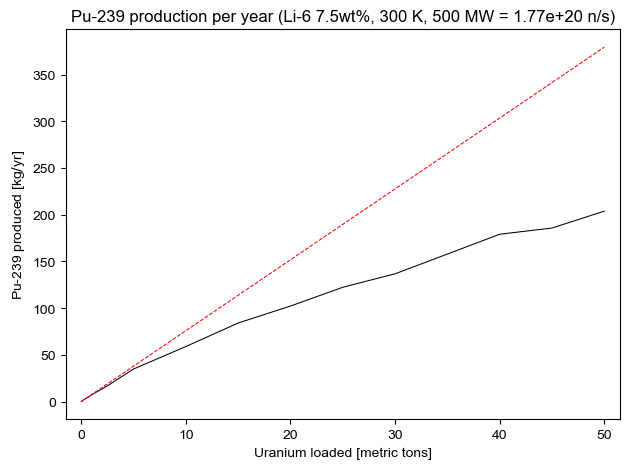 Pu-239 production per year (Li-6 7.5wt%, 300 K, 500 MW = 1.77e+20 n/s)
Pu-239 produced [kg/yr]
350
300
250
200
150
100
50
0
0 10 20 30 40 50
Uranium loaded [metric tons]